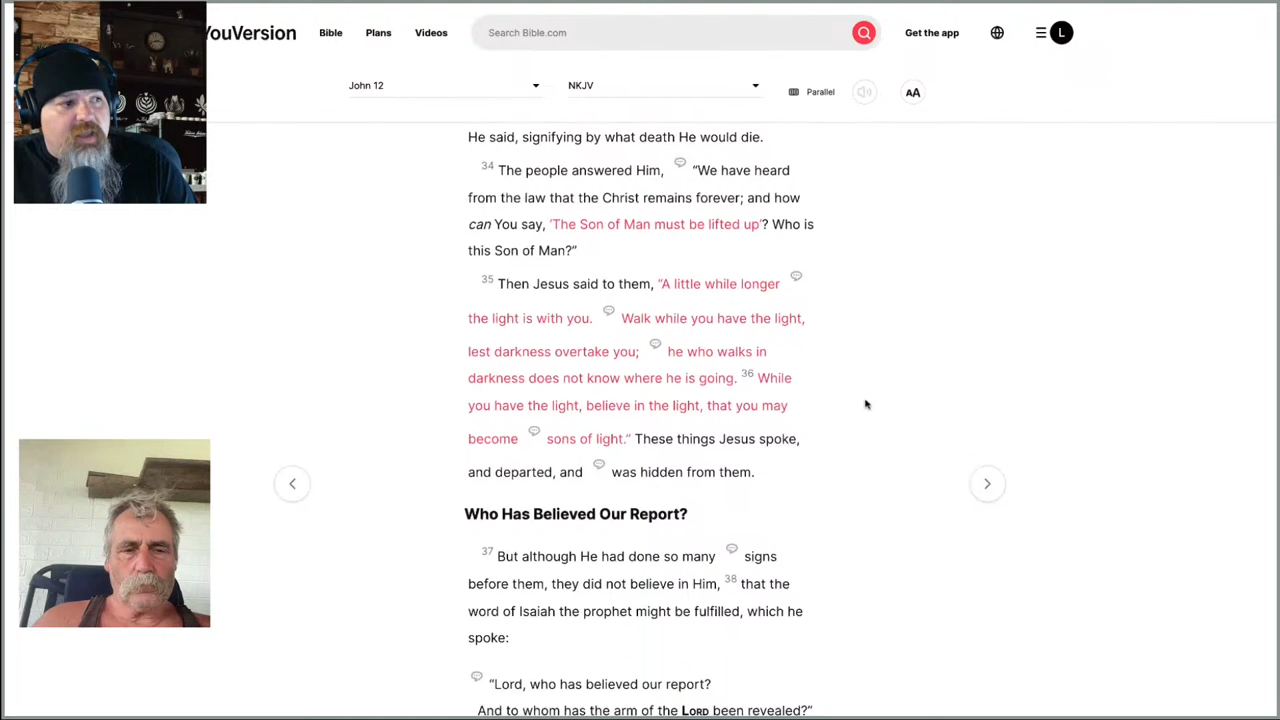 YouVersion
Bible
Plans
Videos
Search Bible.com
Get the app
L
John 12
NKJV
Parallel
AA
He said, signifying by what death He would die.
34 The people answered Him, “We have heard
from the law that the Christ remains forever; and how
can You say, ‘The Son of Man must be lifted up’? Who is
this Son of Man?”
35 Then Jesus said to them, “A little while longer
the light is with you. Walk while you have the light,
lest darkness overtake you; he who walks in
darkness does not know where he is going. 36 While
you have the light, believe in the light, that you may
become sons of light.” These things Jesus spoke,
and departed, and was hidden from them.
Who Has Believed Our Report?
37 But although He had done so many signs
before them, they did not believe in Him, 38 that the
word of Isaiah the prophet might be fulfilled, which he
spoke:
“Lord, who has believed our report?
And to whom has the arm of the LORD been revealed?”